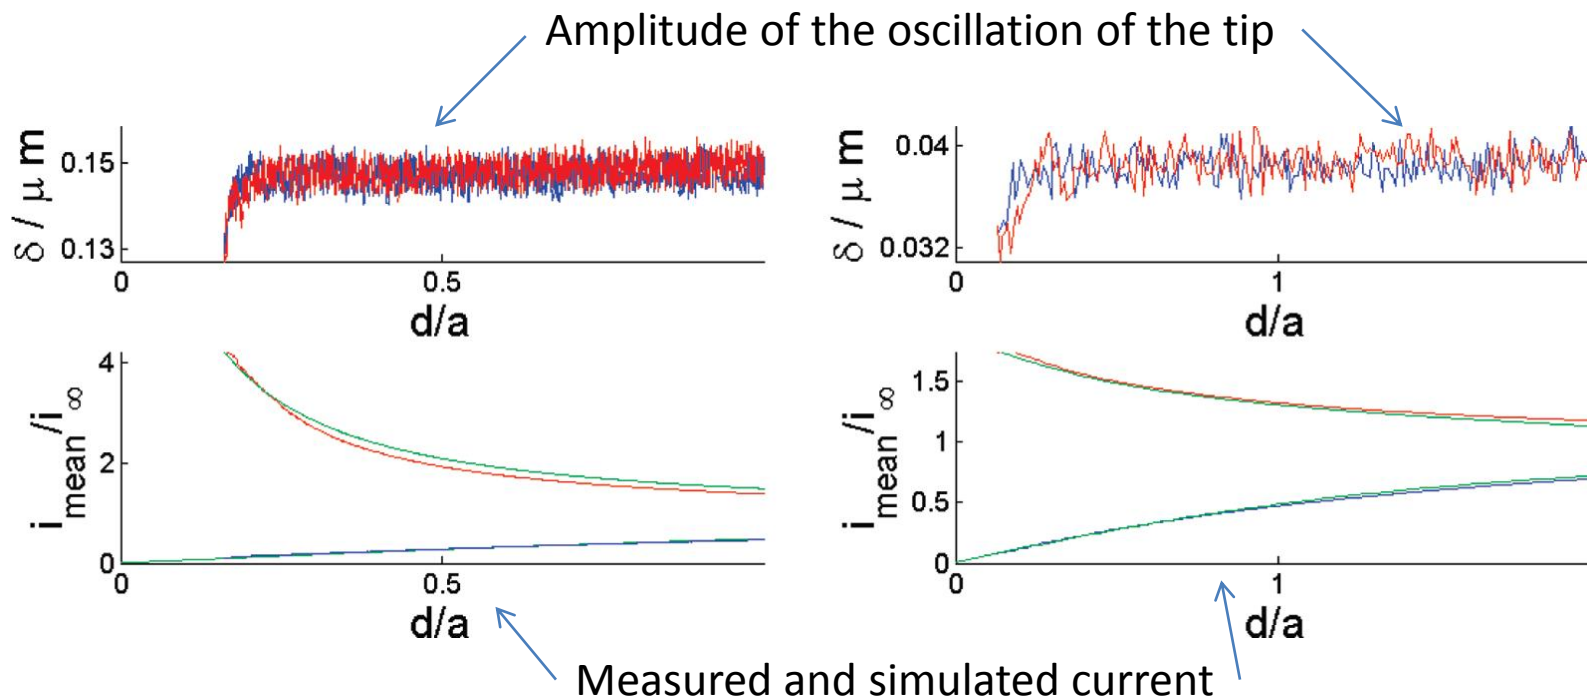 Amplitude of the oscillation of the tip
δ / μ m
0.15
0.13
0
0.5
d/a
δ / μ m
0.04
0.032
0
1
d/a
i_mean/i_∞
4
2
0
0
0.5
d/a
i_mean/i_∞
1.5
1
0.5
0
0
1
d/a
Measured and simulated current